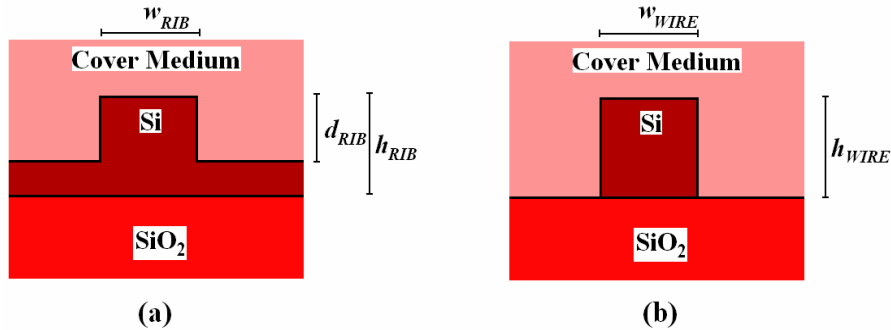 w_RIB
Cover Medium
Si
d_RIB
h_RIB
SiO₂
(a)
w_WIRE
Cover Medium
Si
h_WIRE
SiO₂
(b)